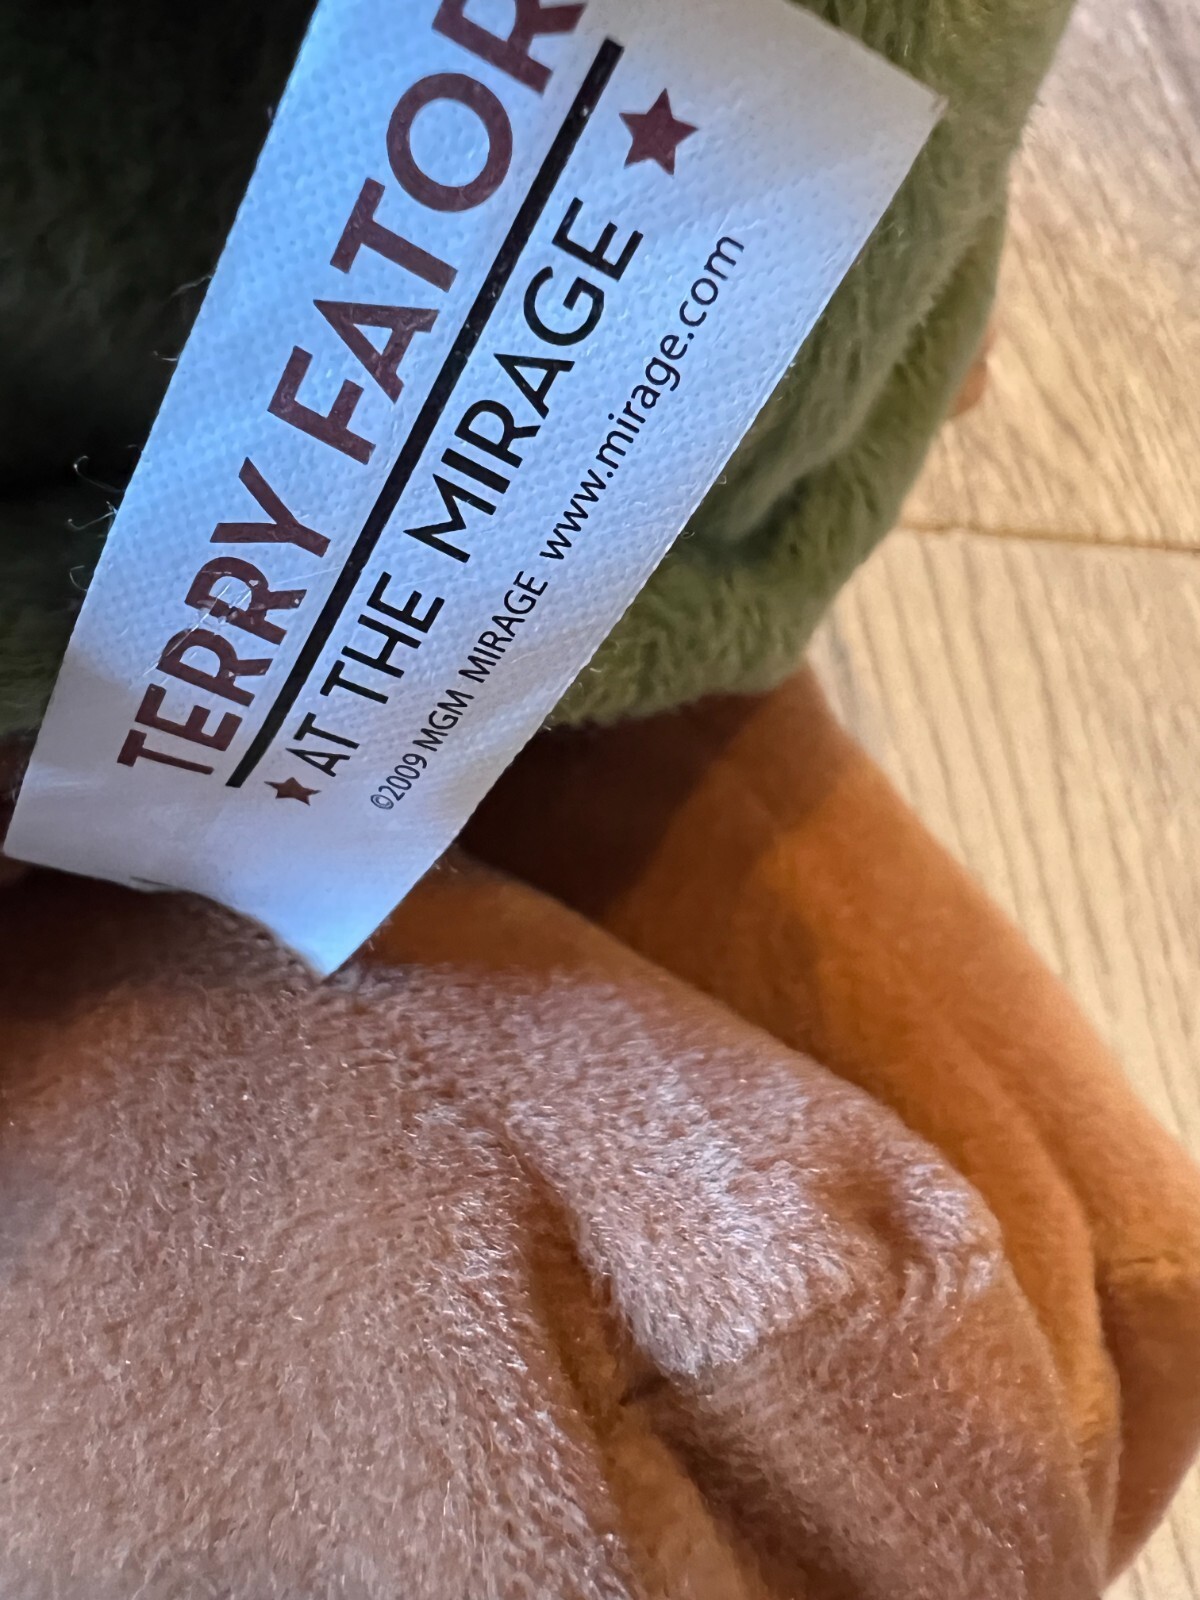 TERRY FATOR
★ AT THE MIRAGE ★
©2009 MGM MIRAGE www.mirage.com